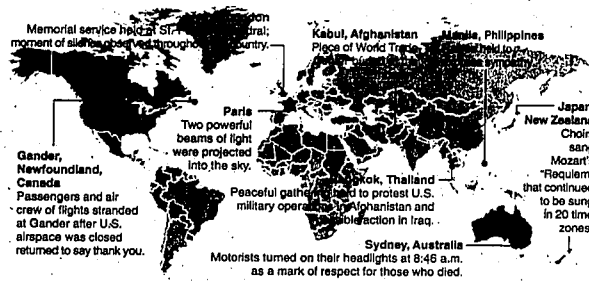 Memorial service held at St.
moment of silence observed throughout country.
Kabul, Afghanistan
Piece of World Trade
Manila, Philippines
held to
sympathy
Paris
Two powerful
beams of light
were projected
into the sky.
Japan
New Zealand
Choir
sang
Mozart's
"Requiem
that continued
to be sung
in 20 time
zones
Gander,
Newfoundland,
Canada
Passengers and air
crew of flights stranded
at Gander after U.S.
airspace was closed
returned to say thank you.
Thailand
Peaceful gathering held to protest U.S.
military operations in Afghanistan and
action in Iraq.
Sydney, Australia
Motorists turned on their headlights at 8:46 a.m.
as a mark of respect for those who died.